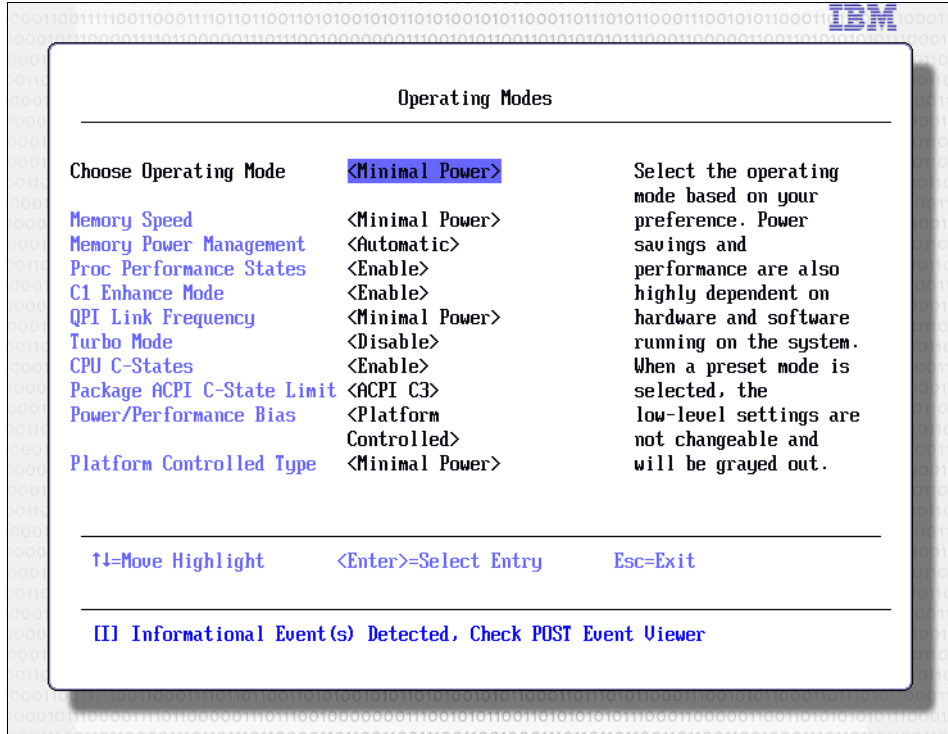 IBM
Operating Modes
Choose Operating Mode <Minimal Power>
Memory Speed <Minimal Power>
Memory Power Management <Automatic>
Proc Performance States <Enable>
C1 Enhance Mode <Enable>
QPI Link Frequency <Minimal Power>
Turbo Mode <Disable>
CPU C-States <Enable>
Package ACPI C-State Limit <ACPI C3>
Power/Performance Bias <Platform
Controlled>
Platform Controlled Type <Minimal Power>
Select the operating
mode based on your
preference. Power
savings and
performance are also
highly dependent on
hardware and software
running on the system.
When a preset mode is
selected, the
low-level settings are
not changeable and
will be grayed out.
↑↓=Move Highlight <Enter>=Select Entry Esc=Exit
[I] Informational Event(s) Detected, Check POST Event Viewer